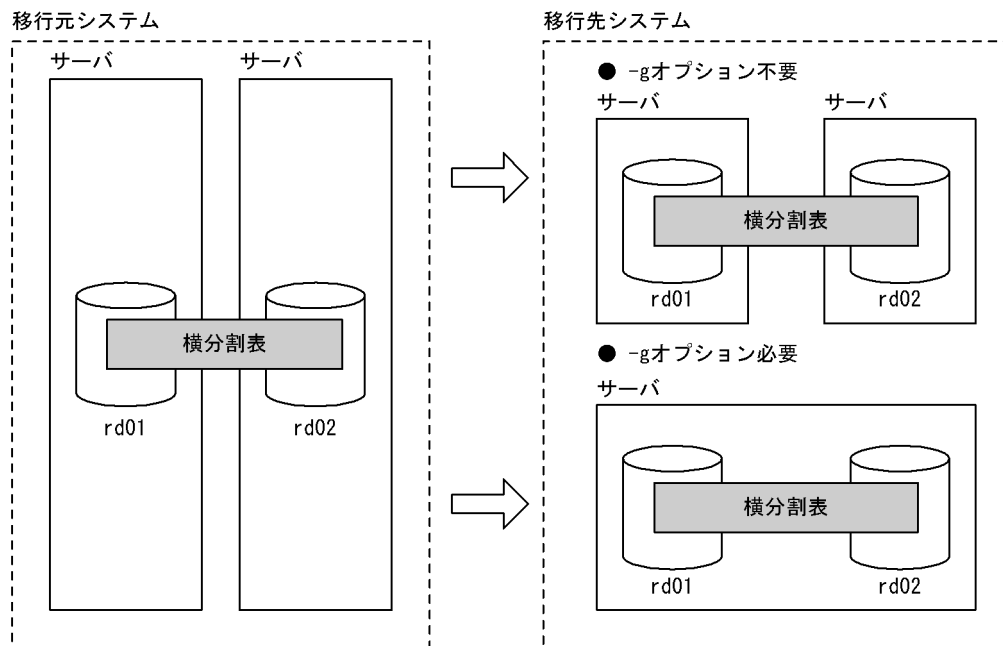 移行元システム
サーバ
サーバ
横分割表
rd01
rd02
移行先システム
● -gオプション不要
サーバ
サーバ
横分割表
rd01
rd02
● -gオプション必要
サーバ
横分割表
rd01
rd02